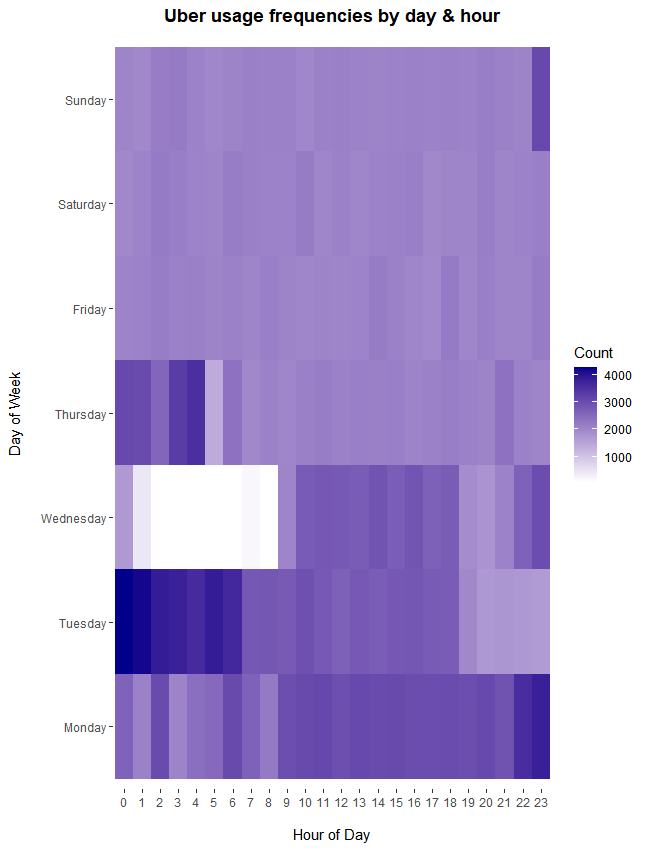 Uber usage frequencies by day & hour
Sunday
Saturday
Friday
Thursday
Wednesday
Tuesday
Monday
Day of Week
0 1 2 3 4 5 6 7 8 9 10 11 12 13 14 15 16 17 18 19 20 21 22 23
Hour of Day
Count
4000
3000
2000
1000